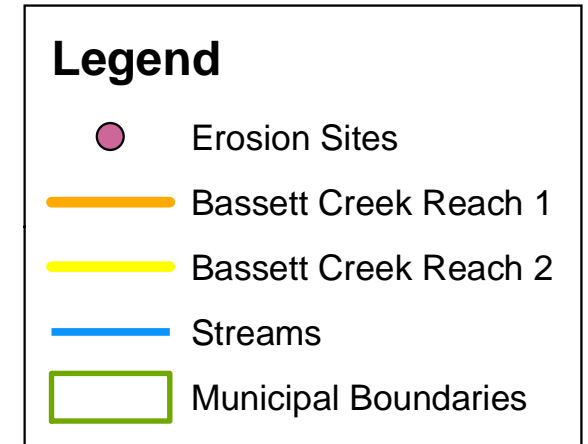 Legend
Erosion Sites
Bassett Creek Reach 1
Bassett Creek Reach 2
Streams
Municipal Boundaries